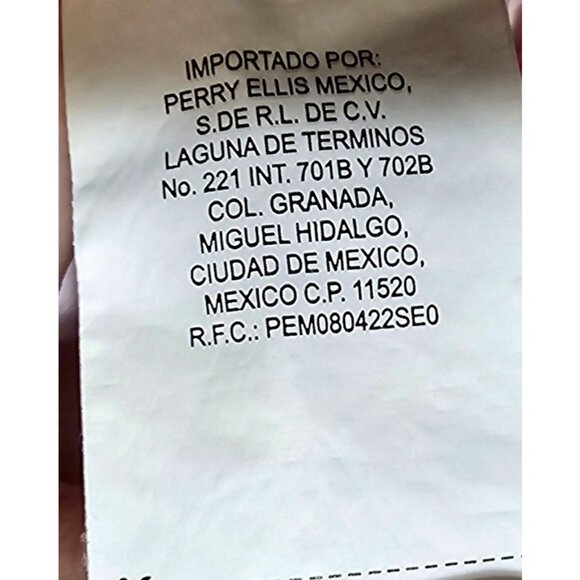 IMPORTADO POR:
PERRY ELLIS MEXICO,
S.DE R.L. DE C.V.
LAGUNA DE TERMINOS
No. 221 INT. 701B Y 702B
COL. GRANADA,
MIGUEL HIDALGO,
CIUDAD DE MEXICO,
MEXICO C.P. 11520
R.F.C.: PEM080422SE0